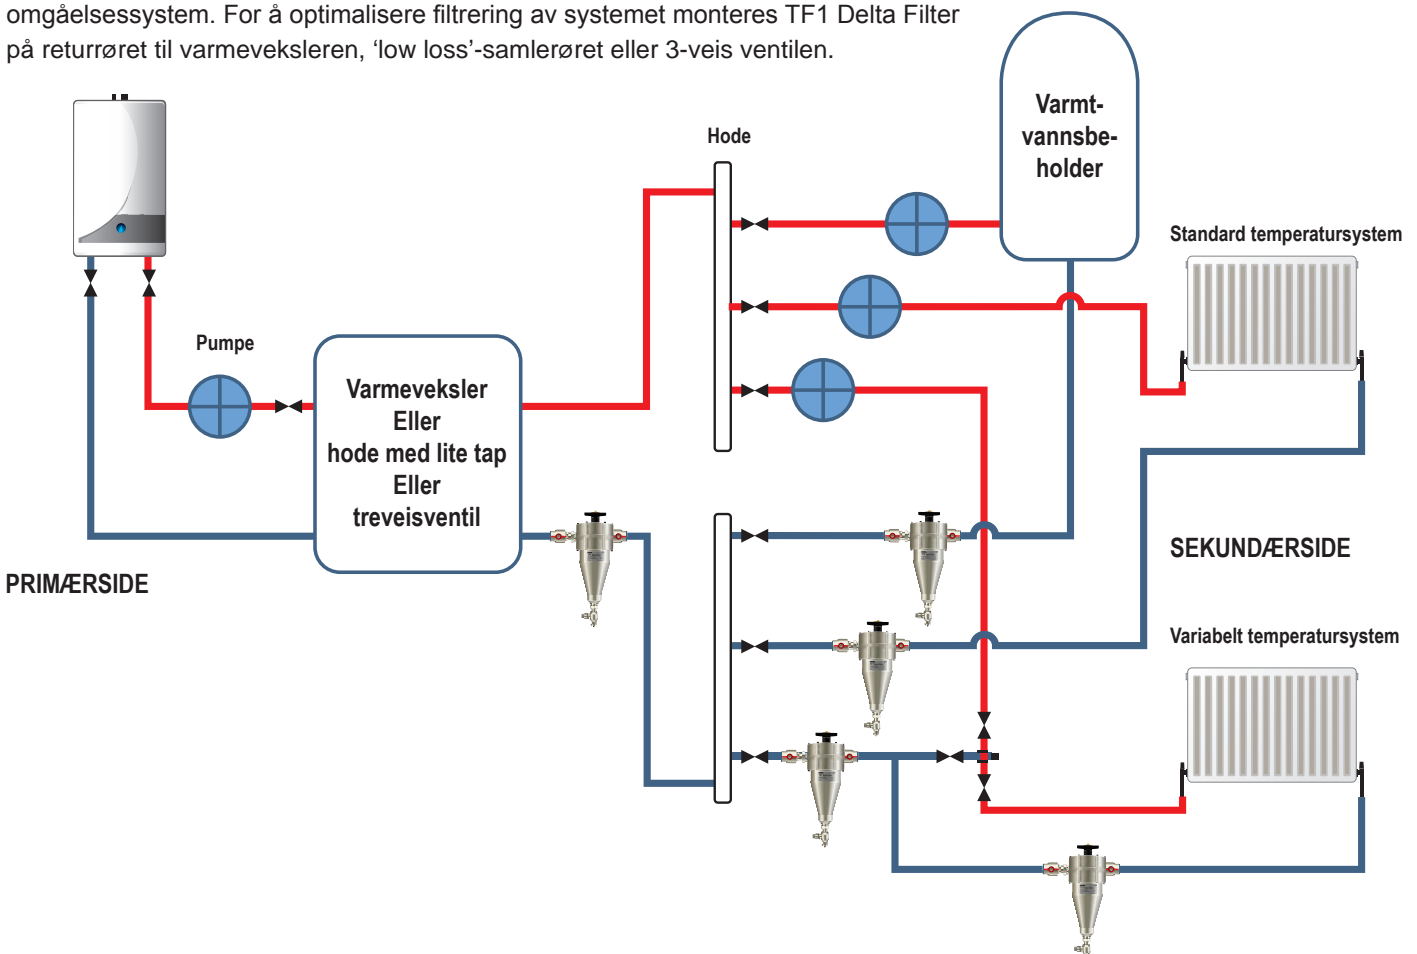 omgåelsessystem. For å optimalisere filtrering av systemet monteres TF1 Delta Filter
på returrøret til varmeveksleren, ‘low loss’-samlerøret eller 3-veis ventilen.
Varmt-
vannsbe-
holder
Hode
Standard temperatursystem
Pumpe
Varmeveksler
Eller
hode med lite tap
Eller
treveisventil
SEKUNDÆRSIDE
PRIMÆRSIDE
Variabelt temperatursystem